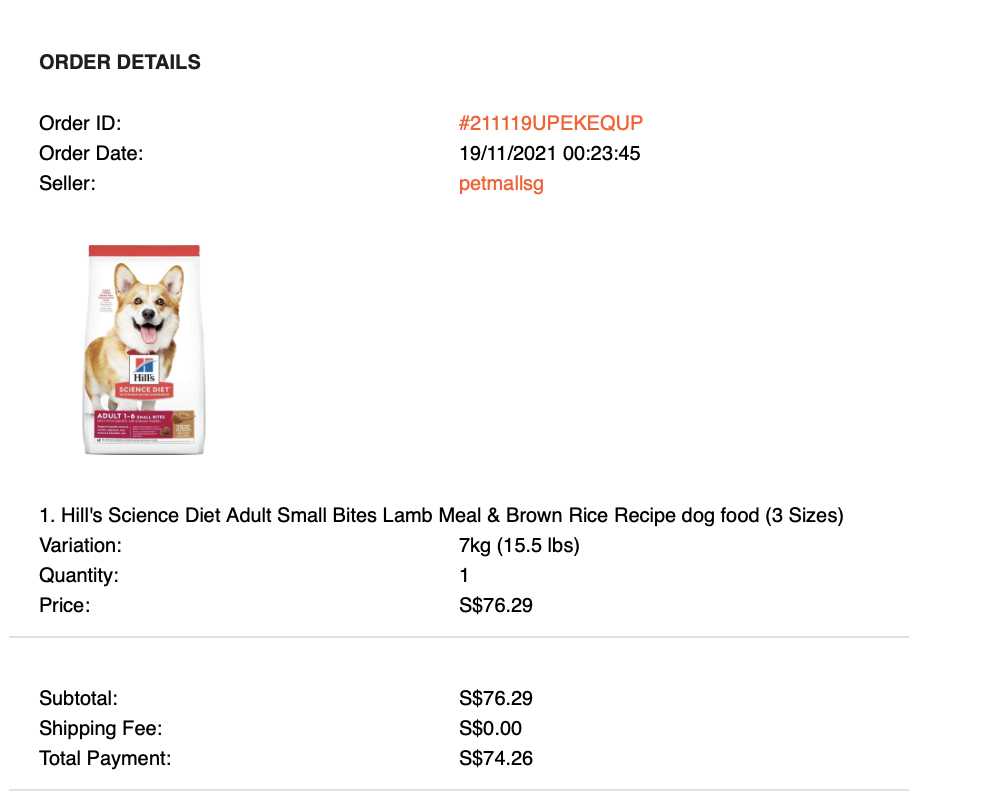 ORDER DETAILS
Order ID: #211119UPEKEQUP
Order Date: 19/11/2021 00:23:45
Seller: petmallsg
Hill's
SCIENCE DIET
ADULT 1-6 SMALL BITES
1. Hill's Science Diet Adult Small Bites Lamb Meal & Brown Rice Recipe dog food (3 Sizes)
Variation: 7kg (15.5 lbs)
Quantity: 1
Price: S$76.29
Subtotal: S$76.29
Shipping Fee: S$0.00
Total Payment: S$74.26